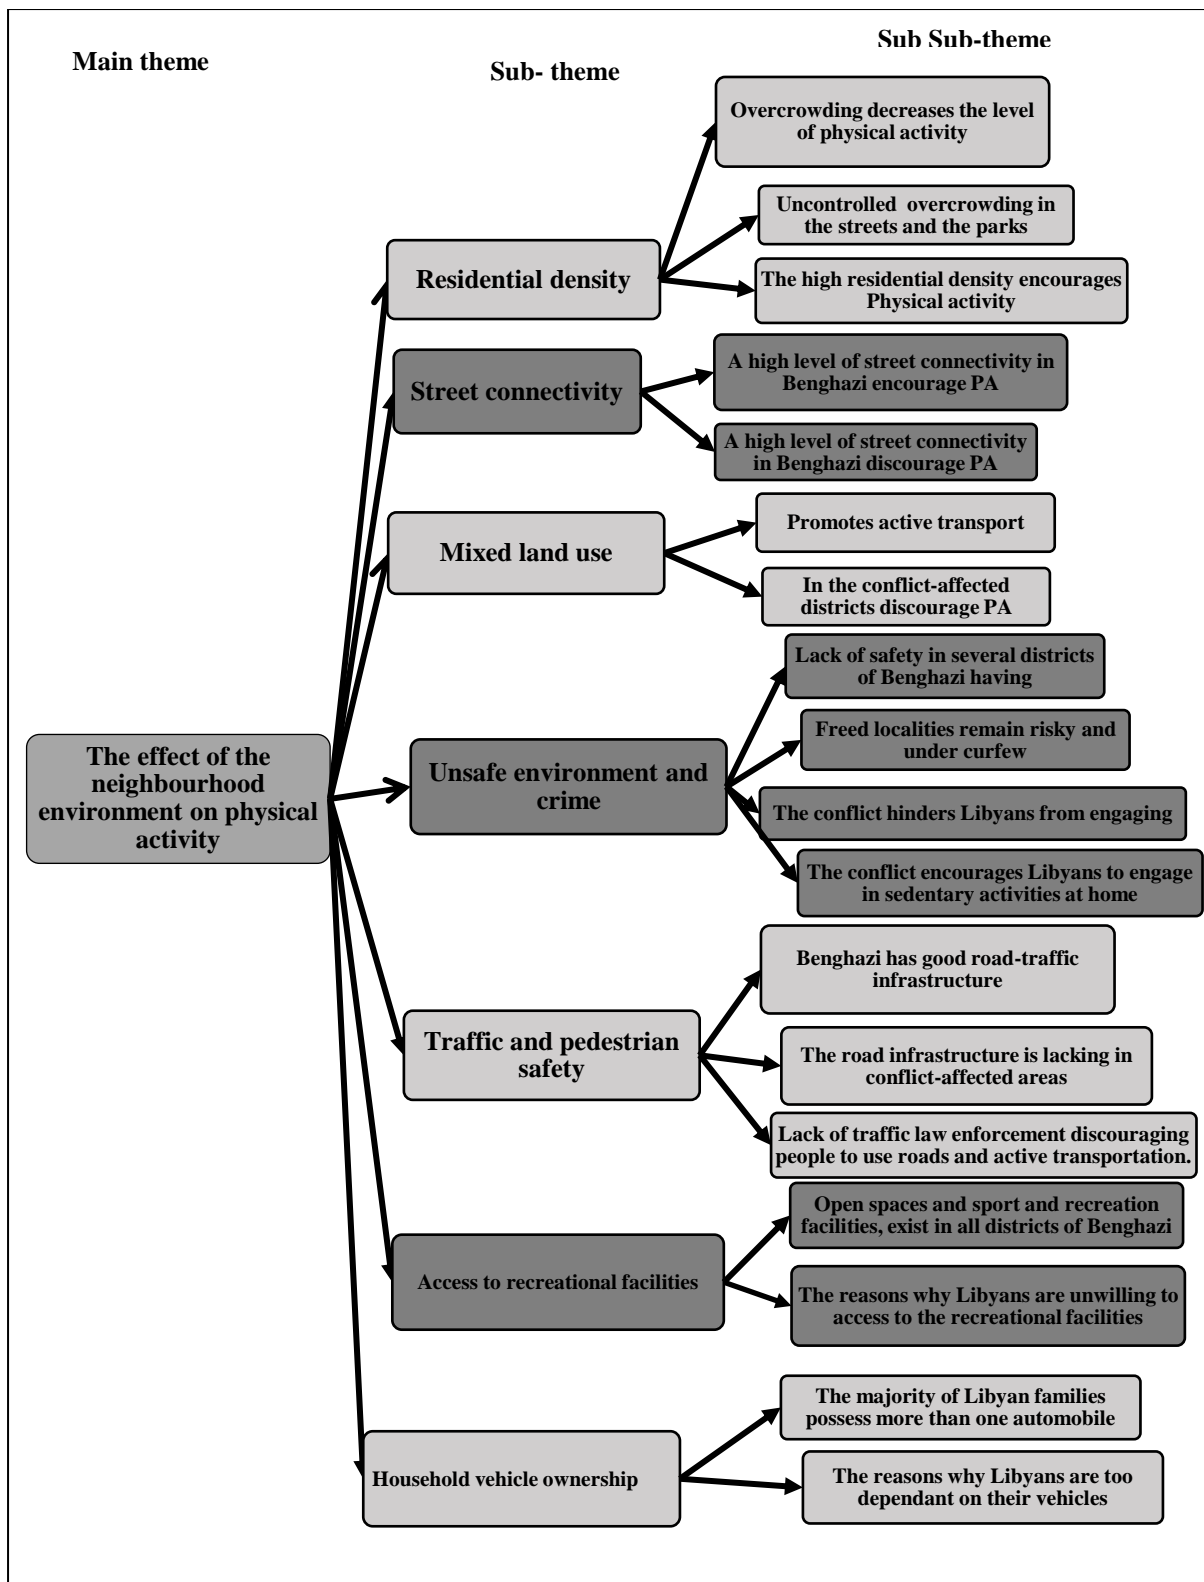 Main theme
Sub- theme
Sub Sub-theme
The effect of the
neighbourhood
environment on physical
activity
Residential density
Overcrowding decreases the level
of physical activity
Uncontrolled overcrowding in
the streets and the parks
The high residential density encourages
Physical activity
Street connectivity
A high level of street connectivity in
Benghazi encourage PA
A high level of street connectivity
in Benghazi discourage PA
Mixed land use
Promotes active transport
In the conflict-affected
districts discourage PA
Unsafe environment and
crime
Lack of safety in several districts
of Benghazi having
Freed localities remain risky and
under curfew
The conflict hinders Libyans from engaging
The conflict encourages Libyans to engage
in sedentary activities at home
Traffic and pedestrian
safety
Benghazi has good road-traffic
infrastructure
The road infrastructure is lacking in
conflict-affected areas
Lack of traffic law enforcement discouraging
people to use roads and active transportation.
Access to recreational facilities
Open spaces and sport and recreation
facilities, exist in all districts of Benghazi
The reasons why Libyans are unwilling to
access to the recreational facilities
Household vehicle ownership
The majority of Libyan families
possess more than one automobile
The reasons why Libyans are too
dependant on their vehicles